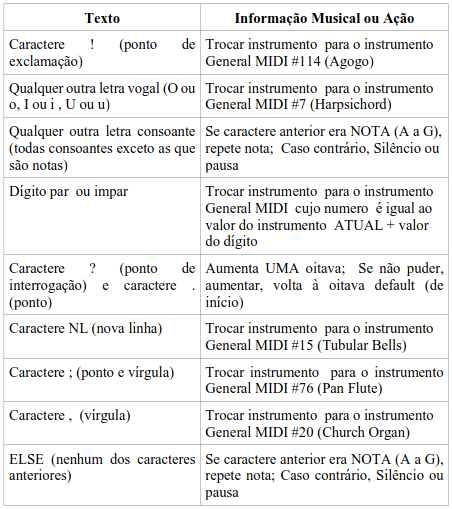 Texto
Informação Musical ou Ação
Caractere ! (ponto de
exclamação)
Trocar instrumento para o instrumento
General MIDI #114 (Agogo)
Qualquer outra letra vogal (O ou
o, I ou i , U ou u)
Trocar instrumento para o instrumento
General MIDI #7 (Harpsichord)
Qualquer outra letra consoante
(todas consoantes exceto as que
são notas)
Se caractere anterior era NOTA (A a G),
repete nota; Caso contrário, Silêncio ou
pausa
Dígito par ou impar
Trocar instrumento para o instrumento
General MIDI cujo numero é igual ao
valor do instrumento ATUAL + valor
do dígito
Caractere ? (ponto de
interrogação) e caractere .
(ponto)
Aumenta UMA oitava; Se não puder,
aumentar, volta à oitava default (de
início)
Caractere NL (nova linha)
Trocar instrumento para o instrumento
General MIDI #15 (Tubular Bells)
Caractere ; (ponto e vírgula)
Trocar instrumento para o instrumento
General MIDI #76 (Pan Flute)
Caractere , (vírgula)
Trocar instrumento para o instrumento
General MIDI #20 (Church Organ)
ELSE (nenhum dos caracteres
anteriores)
Se caractere anterior era NOTA (A a G),
repete nota; Caso contrário, Silêncio ou
pausa